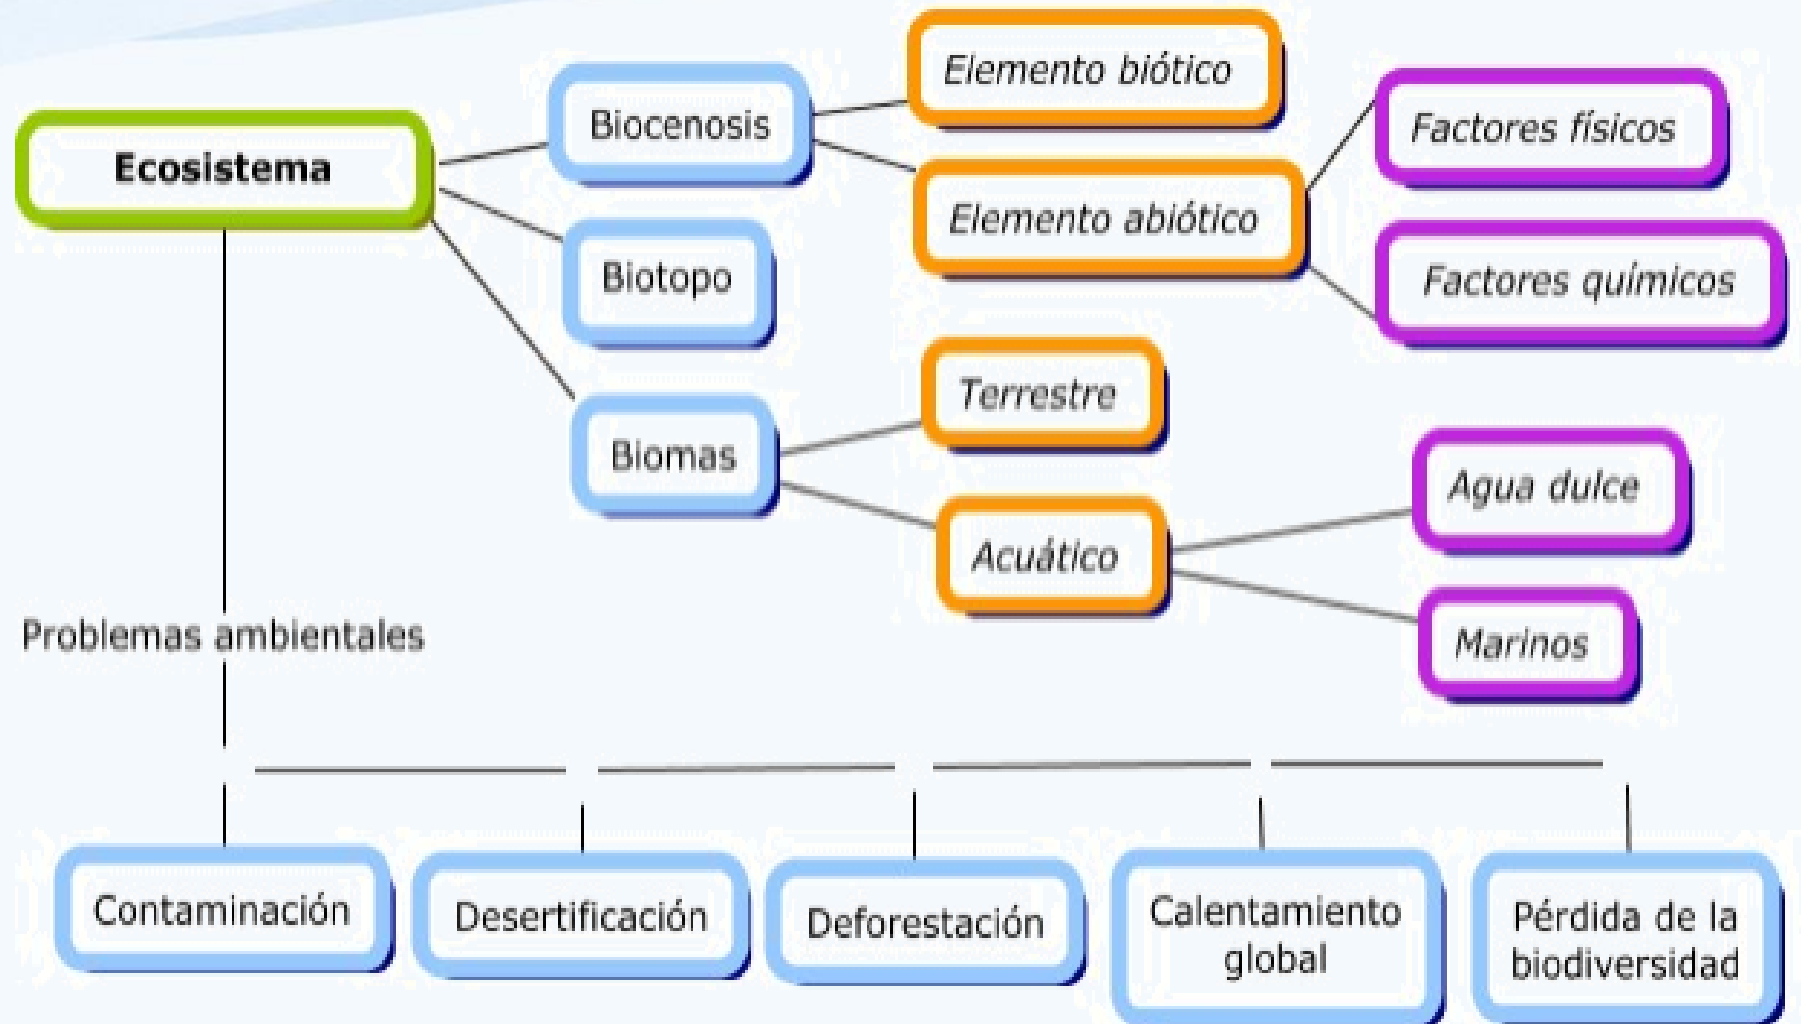 Ecosistema
Biocenosis
Biotopo
Biomas
Elemento biótico
Elemento abiótico
Factores físicos
Factores químicos
Terrestre
Acuático
Agua dulce
Marinos
Problemas ambientales
Contaminación
Desertificación
Deforestación
Calentamiento
global
Pérdida de la
biodiversidad